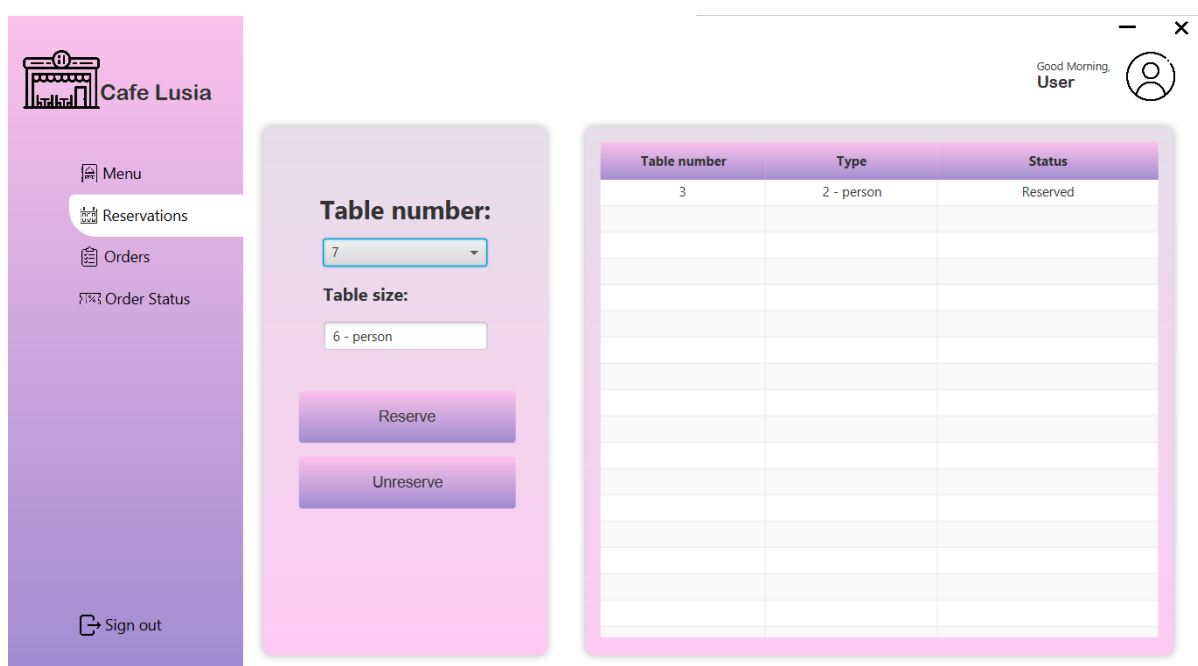 Cafe Lusia
Good Morning,
User
Menu
Reservations
Orders
Order Status
Sign out
Table number:
7
Table size:
6 - person
Reserve
Unreserve
Table number Type Status
3 2 - person Reserved